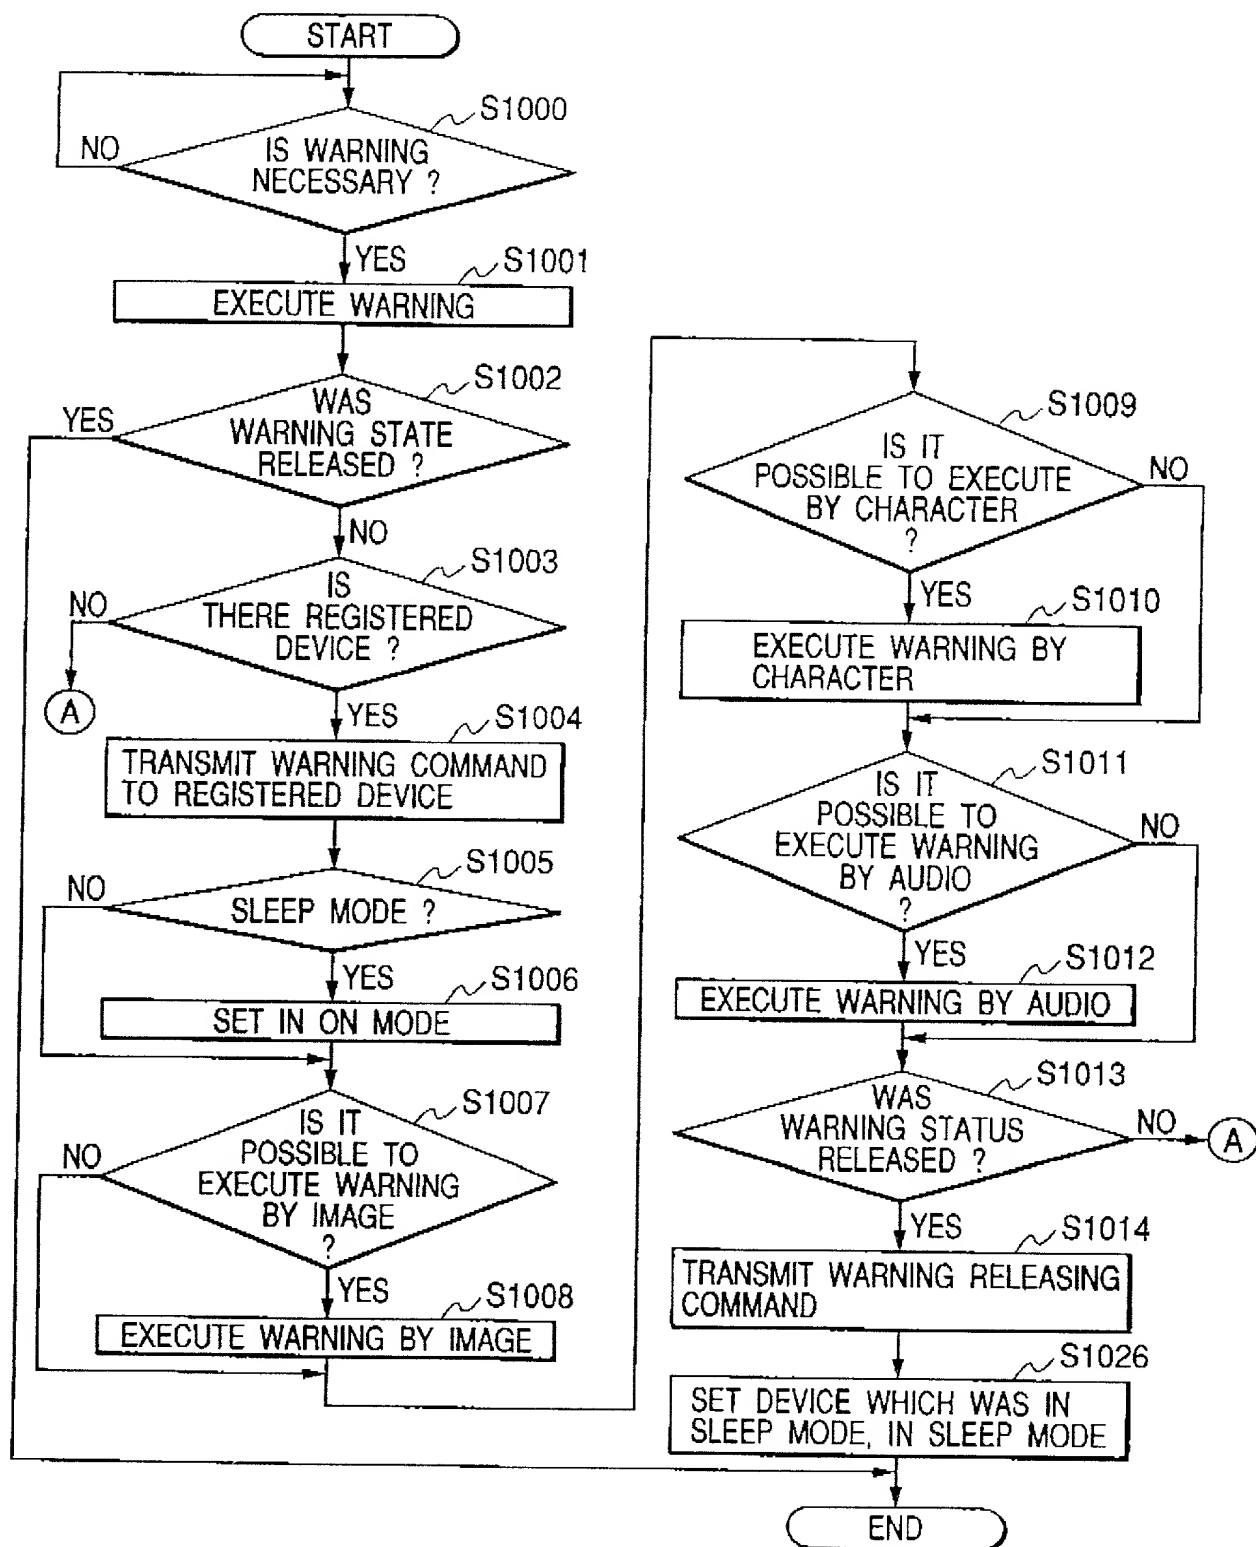 START
S1000
NO
IS WARNING
NECESSARY ?
YES
S1001
EXECUTE WARNING
S1002
YES
WAS
WARNING STATE
RELEASED ?
NO
S1003
NO
IS
THERE REGISTERED
DEVICE ?
A
YES
S1004
TRANSMIT WARNING COMMAND
TO REGISTERED DEVICE
S1005
NO
SLEEP MODE ?
YES
S1006
SET IN ON MODE
S1007
NO
IS IT
POSSIBLE TO
EXECUTE WARNING
BY IMAGE
?
YES
S1008
EXECUTE WARNING BY IMAGE
S1009
IS IT
POSSIBLE TO EXECUTE
BY CHARACTER
?
NO
YES
S1010
EXECUTE WARNING BY
CHARACTER
S1011
IS IT
POSSIBLE TO
EXECUTE WARNING
BY AUDIO
?
NO
YES
S1012
EXECUTE WARNING BY AUDIO
S1013
WAS
WARNING STATUS
RELEASED ?
NO
A
YES
S1014
TRANSMIT WARNING RELEASING
COMMAND
S1026
SET DEVICE WHICH WAS IN
SLEEP MODE, IN SLEEP MODE
END